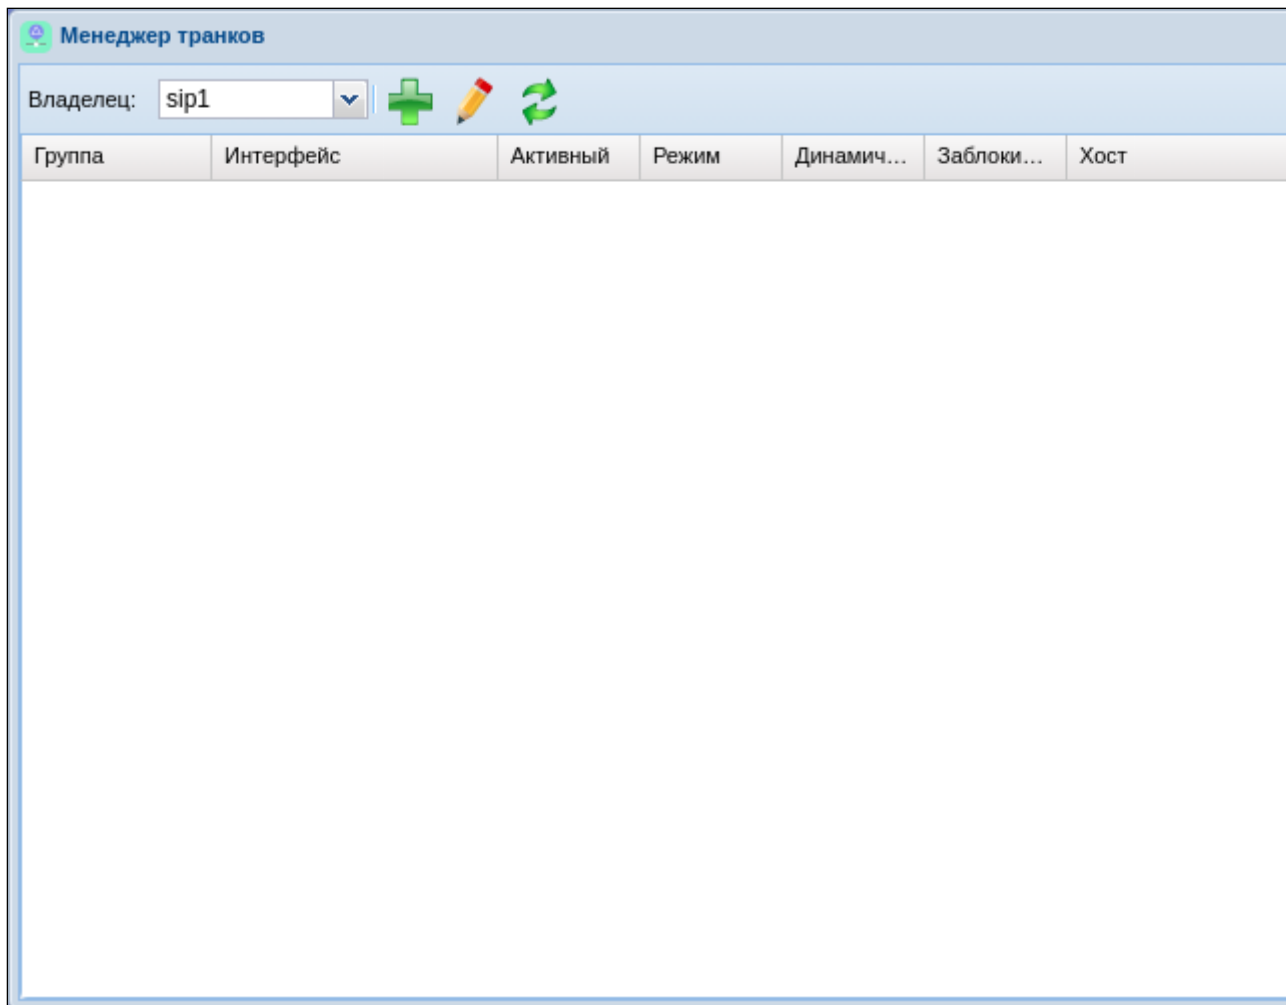 Менеджер транков
Владелец: sip1
Группа Интерфейс Активный Режим Динамич... Заблоки... Хост